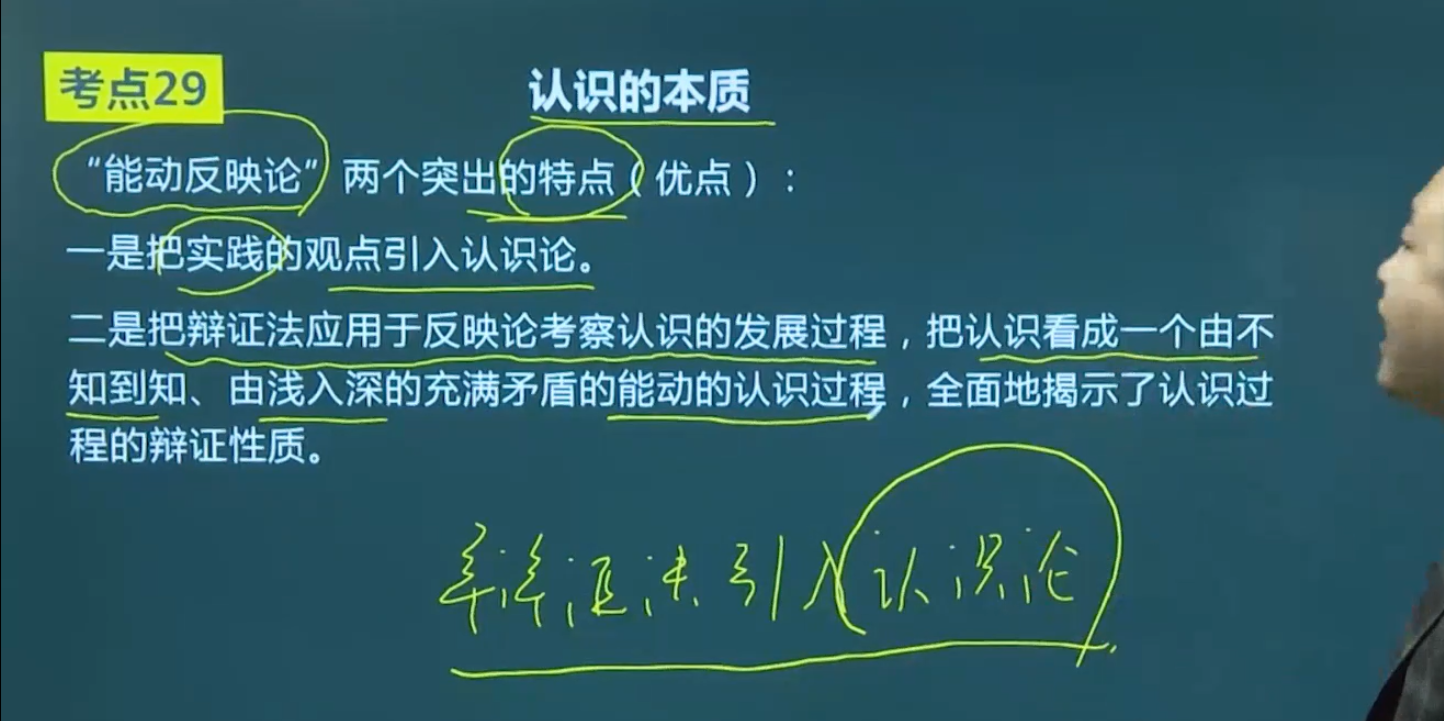 考点29
认识的本质
“能动反映论”两个突出的特点（优点）：
一是把实践的观点引入认识论。
二是把辩证法应用于反映论考察认识的发展过程，把认识看成一个由不
知到知、由浅入深的充满矛盾的能动的认识过程，全面地揭示了认识过
程的辩证性质。
辩证法引入认识论